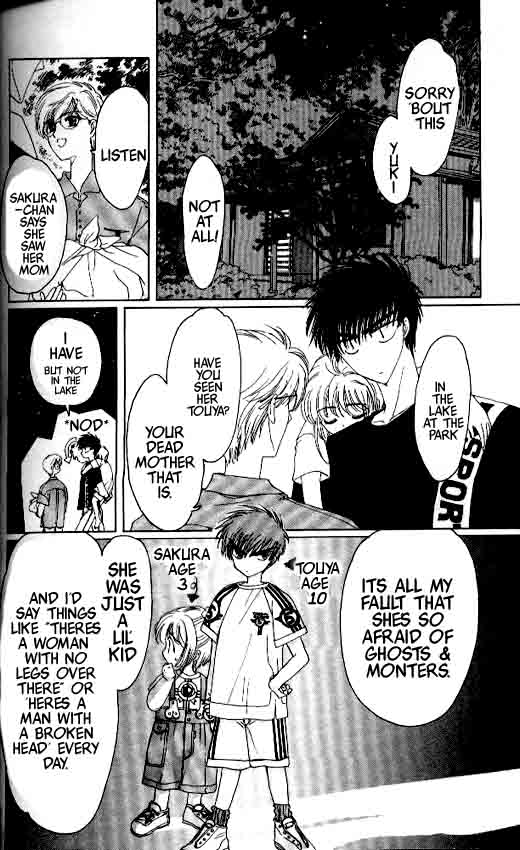 SORRY
'BOUT
THIS
YUKI
NOT
AT
ALL!
LISTEN
SAKURA
-CHAN
SAYS
SHE
SAW
HER
MOM
IN THE
LAKE
AT THE
PARK
SPOR
HAVE
YOU
SEEN
HER
TOUYA?
YOUR
DEAD
MOTHER
THAT
IS.
I
HAVE
BUT NOT
IN THE
LAKE
*NOD*
ITS ALL MY
FAULT THAT
SHES SO
AFRAID OF
GHOSTS &
MONTERS.
TOUYA
AGE
10
SAKURA
AGE
3
SHE
WAS
JUST
A
LIL'
KID
AND I'D
SAY THINGS
LIKE "THERES
A WOMAN
WITH NO
LEGS OVER
THERE" OR
'HERES A
MAN WITH
A BROKEN
HEAD' EVERY
DAY.